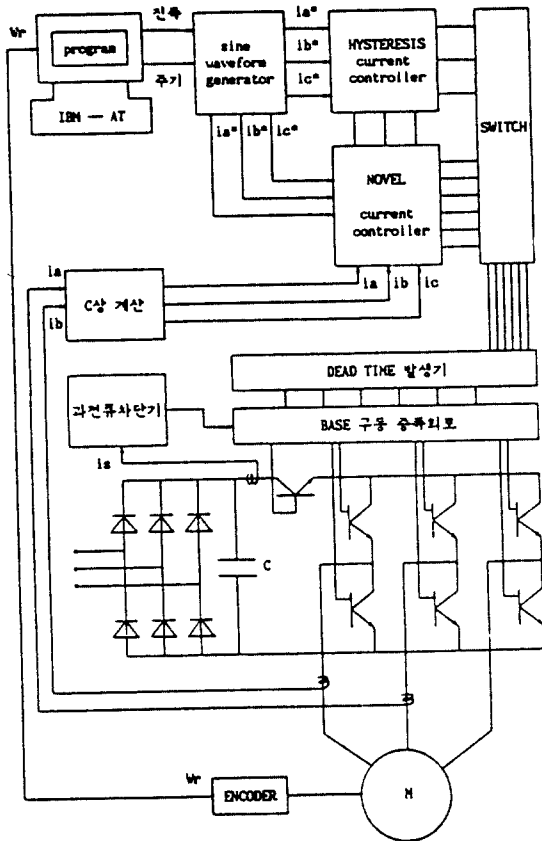 Wr
program
IBM — AT
진폭
주기
sine
waveform
generator
ia*
ib*
ic*
HYSTERESIS
current
controller
SWITCH
ia* ib* ic*
NOVEL
current
controller
ia
ib
C상 계산
ia ib ic
DEAD TIME 발생기
과전류차단기
BASE 구동 증폭회로
is
C
Wr
ENCODER
M